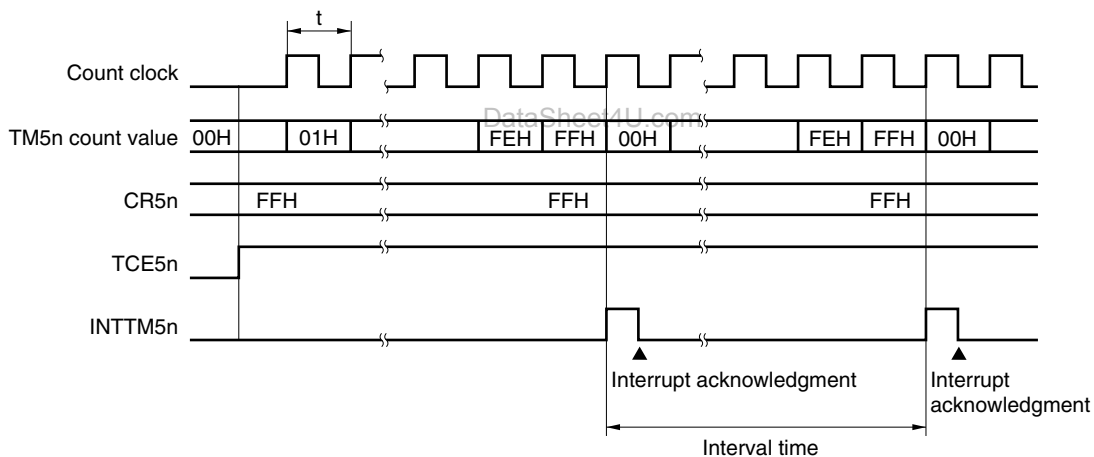 t
Count clock
DataSheet4U.com
TM5n count value 00H 01H FEH FFH 00H FEH FFH 00H
CR5n FFH FFH FFH
TCE5n
INTTM5n
Interrupt acknowledgment Interrupt
acknowledgment
Interval time